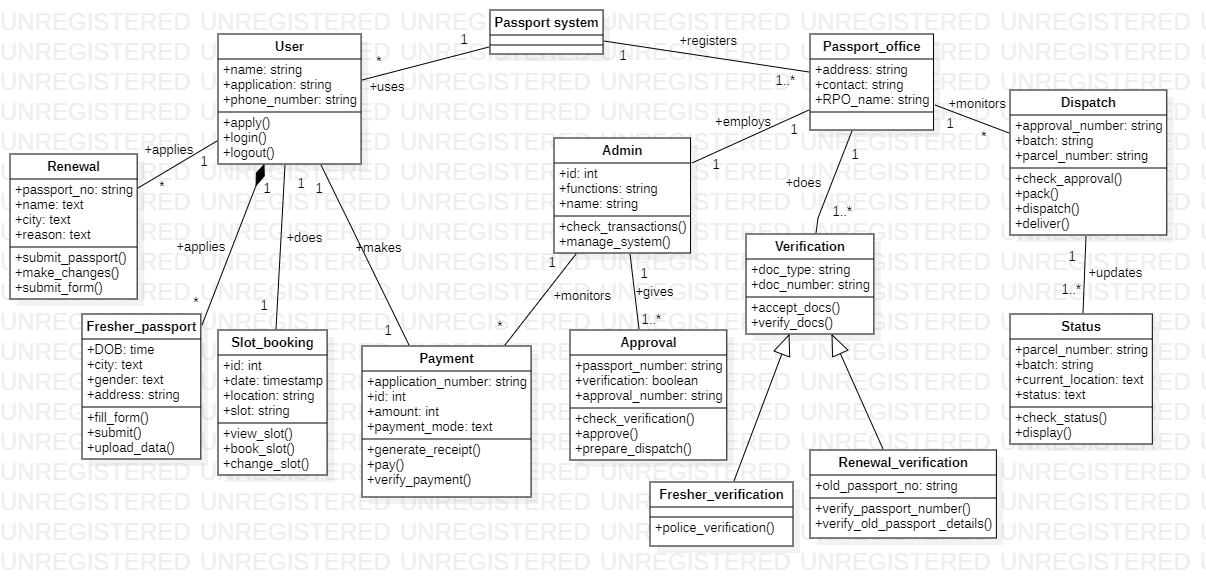 Passport system
User
+name: string
+application: string
+phone_number: string
+apply()
+login()
+logout()
1
*
+uses
+registers
1
1..*
Passport_office
+address: string
+contact: string
+RPO_name: string
+monitors
1
*
Dispatch
+approval_number: string
+batch: string
+parcel_number: string
+check_approval()
+pack()
+dispatch()
+deliver()
+employs
1
1
Admin
+id: int
+functions: string
+name: string
+check_transactions()
+manage_system()
+applies
1
*
Renewal
+passport_no: string
+name: text
+city: text
+reason: text
+submit_passport()
+make_changes()
+submit_form()
1
+applies
*
1
+does
1
1
+makes
1
1
+monitors
*
1
+gives
1..*
1
+does
1..*
Verification
+doc_type: string
+doc_number: string
+accept_docs()
+verify_docs()
1
+updates
1..*
Fresher_passport
+DOB: time
+city: text
+gender: text
+address: string
+fill_form()
+submit()
+upload_data()
Slot_booking
+id: int
+date: timestamp
+location: string
+slot: string
+view_slot()
+book_slot()
+change_slot()
Payment
+application_number: string
+id: int
+amount: int
+payment_mode: text
+generate_receipt()
+pay()
+verify_payment()
Approval
+passport_number: string
+verification: boolean
+approval_number: string
+check_verification()
+approve()
+prepare_dispatch()
Status
+parcel_number: string
+batch: string
+current_location: text
+status: text
+check_status()
+display()
Fresher_verification
+police_verification()
Renewal_verification
+old_passport_no: string
+verify_passport_number()
+verify_old_passport _details()
UNREGISTERED